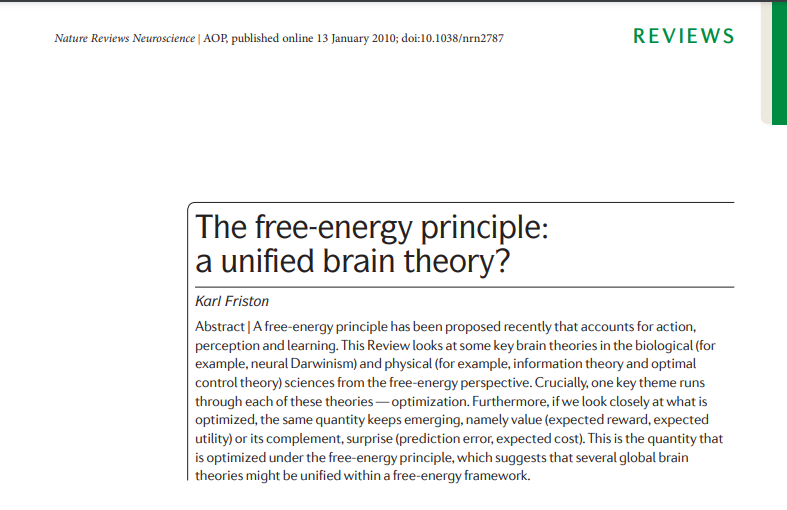 Nature Reviews Neuroscience | AOP, published online 13 January 2010; doi:10.1038/nrn2787
REVIEWS
The free-energy principle:
a unified brain theory?
Karl Friston
Abstract | A free-energy principle has been proposed recently that accounts for action,
perception and learning. This Review looks at some key brain theories in the biological (for
example, neural Darwinism) and physical (for example, information theory and optimal
control theory) sciences from the free-energy perspective. Crucially, one key theme runs
through each of these theories — optimization. Furthermore, if we look closely at what is
optimized, the same quantity keeps emerging, namely value (expected reward, expected
utility) or its complement, surprise (prediction error, expected cost). This is the quantity that
is optimized under the free-energy principle, which suggests that several global brain
theories might be unified within a free-energy framework.